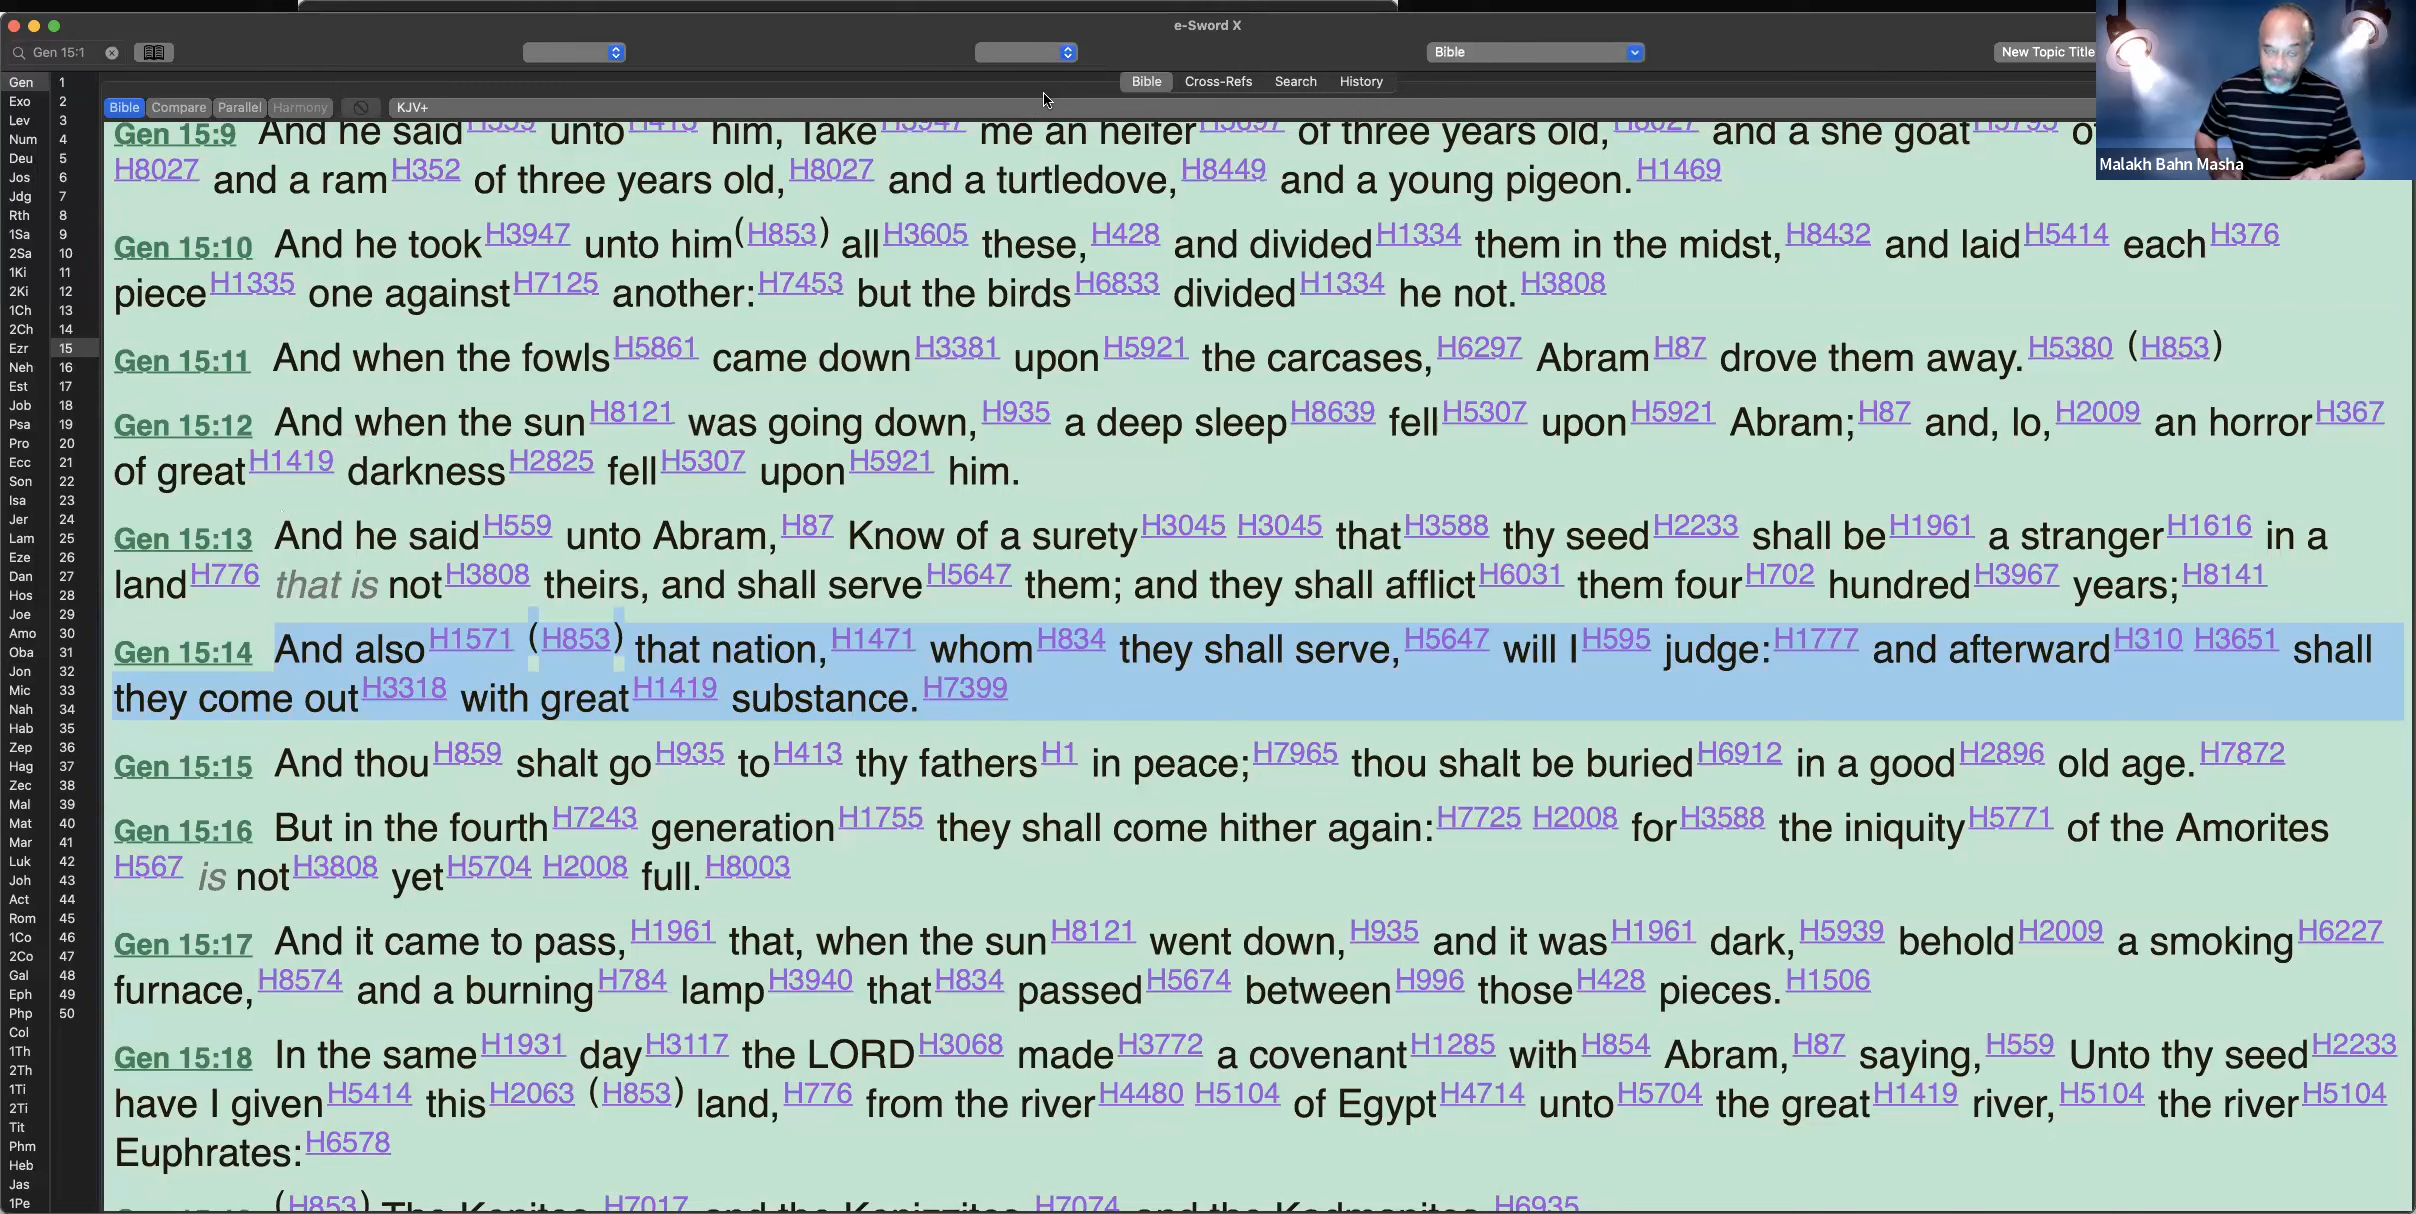 e-Sword X
Gen 15:1
Bible
New Topic Title
Bible Cross-Refs Search History
Bible Compare Parallel Harmony KJV+
Malakh Bahn Masha
Gen 1
Exo 2
Lev 3
Num 4
Deu 5
Jos 6
Jdg 7
Rth 8
1Sa 9
2Sa 10
1Ki 11
2Ki 12
1Ch 13
2Ch 14
Ezr 15
Neh 16
Est 17
Job 18
Psa 19
Pro 20
Ecc 21
Son 22
Isa 23
Jer 24
Lam 25
Eze 26
Dan 27
Hos 28
Joe 29
Amo 30
Oba 31
Jon 32
Mic 33
Nah 34
Hab 35
Zep 36
Hag 37
Zec 38
Mal 39
Mat 40
Mar 41
Luk 42
Joh 43
Act 44
Rom 45
1Co 46
2Co 47
Gal 48
Eph 49
Php 50
Col
1Th
2Th
1Ti
2Ti
Tit
Phm
Heb
Jas
1Pe
Gen 15:9 And he said H559 unto H413 him, Take H3947 me an heifer H5697 of three years old, H8027 and a she goat H5795
H8027 and a ram H352 of three years old, H8027 and a turtledove, H8449 and a young pigeon. H1469
Gen 15:10 And he took H3947 unto him (H853) all H3605 these, H428 and divided H1334 them in the midst, H8432 and laid H5414 each H376
piece H1335 one against H7125 another: H7453 but the birds H6833 divided H1334 he not. H3808
Gen 15:11 And when the fowls H5861 came down H3381 upon H5921 the carcases, H6297 Abram H87 drove them away. H5380 (H853)
Gen 15:12 And when the sun H8121 was going down, H935 a deep sleep H8639 fell H5307 upon H5921 Abram; H87 and, lo, H2009 an horror H367
of great H1419 darkness H2825 fell H5307 upon H5921 him.
Gen 15:13 And he said H559 unto Abram, H87 Know of a surety H3045 H3045 that H3588 thy seed H2233 shall be H1961 a stranger H1616 in a
land H776 that is not H3808 theirs, and shall serve H5647 them; and they shall afflict H6031 them four H702 hundred H3967 years; H8141
Gen 15:14 And also H1571 (H853) that nation, H1471 whom H834 they shall serve, H5647 will I H595 judge: H1777 and afterward H310 H3651 shall
they come out H3318 with great H1419 substance. H7399
Gen 15:15 And thou H859 shalt go H935 to H413 thy fathers H1 in peace; H7965 thou shalt be buried H6912 in a good H2896 old age. H7872
Gen 15:16 But in the fourth H7243 generation H1755 they shall come hither again: H7725 H2008 for H3588 the iniquity H5771 of the Amorites
H567 is not H3808 yet H5704 H2008 full. H8003
Gen 15:17 And it came to pass, H1961 that, when the sun H8121 went down, H935 and it was H1961 dark, H5939 behold H2009 a smoking H6227
furnace, H8574 and a burning H784 lamp H3940 that H834 passed H5674 between H996 those H428 pieces. H1506
Gen 15:18 In the same H1931 day H3117 the LORD H3068 made H3772 a covenant H1285 with H854 Abram, H87 saying, H559 Unto thy seed H2233
have I given H5414 this H2063 (H853) land, H776 from the river H4480 H5104 of Egypt H4714 unto H5704 the great H1419 river, H5104 the river H5104
Euphrates: H6578
(H853) The Kenites, H7017 and the Kenizzites, H7074 and the Kadmonites, H6935